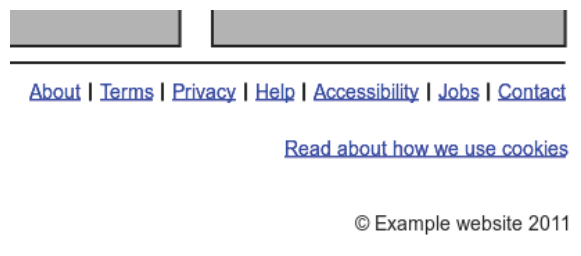 About | Terms | Privacy | Help | Accessibility | Jobs | Contact
Read about how we use cookies
© Example website 2011